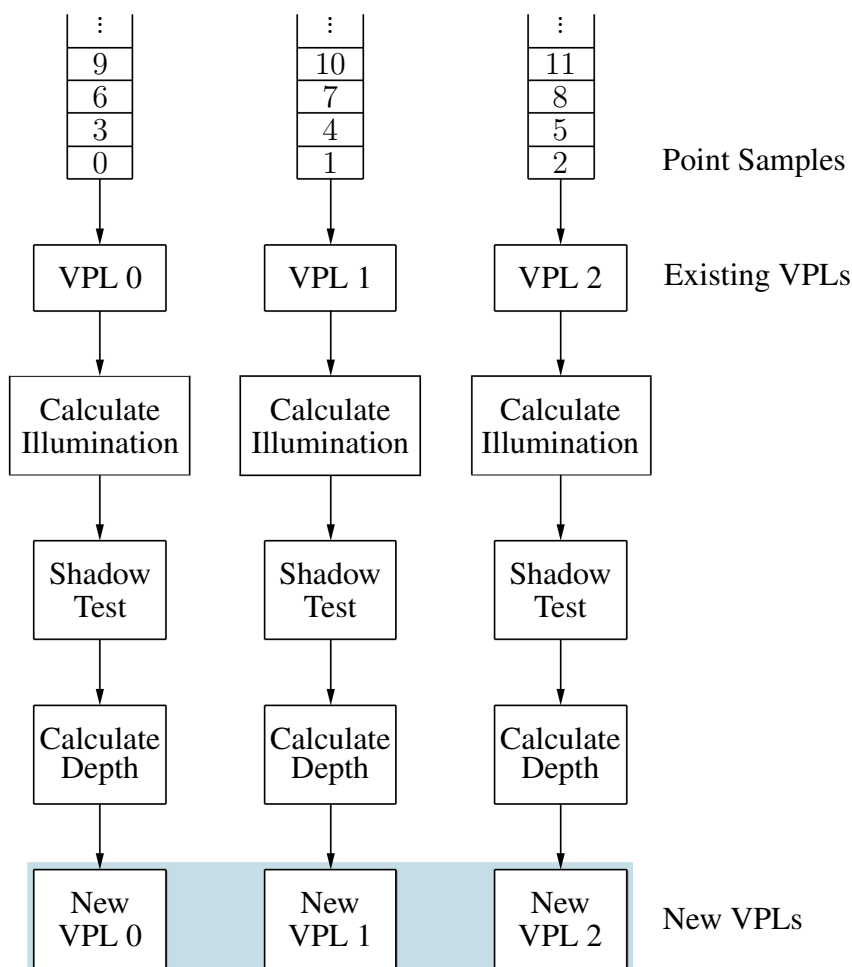 ⋮ ⋮ ⋮
9 10 11
6 7 8
3 4 5
0 1 2 Point Samples
VPL 0 VPL 1 VPL 2 Existing VPLs
Calculate Calculate Calculate
Illumination Illumination Illumination
Shadow Shadow Shadow
Test Test Test
Calculate Calculate Calculate
Depth Depth Depth
New New New
VPL 0 VPL 1 VPL 2 New VPLs